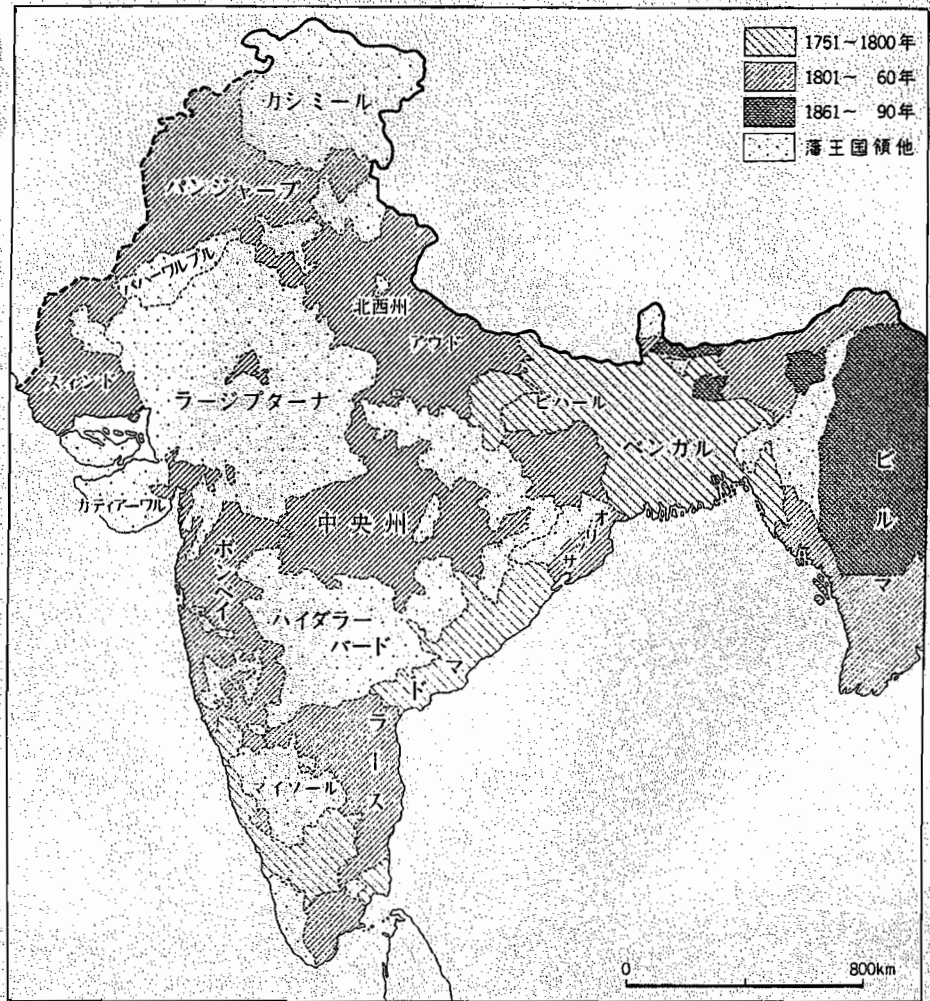 1751～1800年
1801～ 60年
1861～ 90年
藩王国領他
カシミール
パンジャーブ
バハーワルプル
北西州
アウド
スィンド
ラージプターナ
ビハール
ベンガル
カティアーワル
中央州
オリッサ
ビルマ
ボンベイ
ハイダラーバード
マドラース
マイソール
0 800km